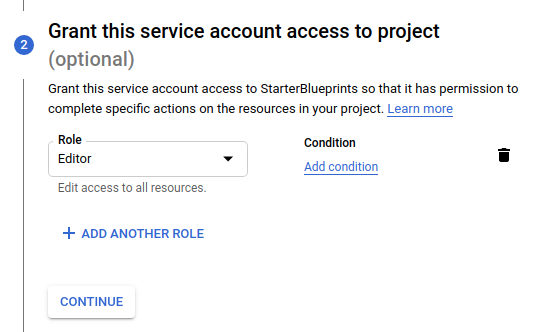 2
Grant this service account access to project
(optional)
Grant this service account access to StarterBlueprints so that it has permission to
complete specific actions on the resources in your project. Learn more
Role
Editor
Edit access to all resources.
Condition
Add condition
ADD ANOTHER ROLE
CONTINUE